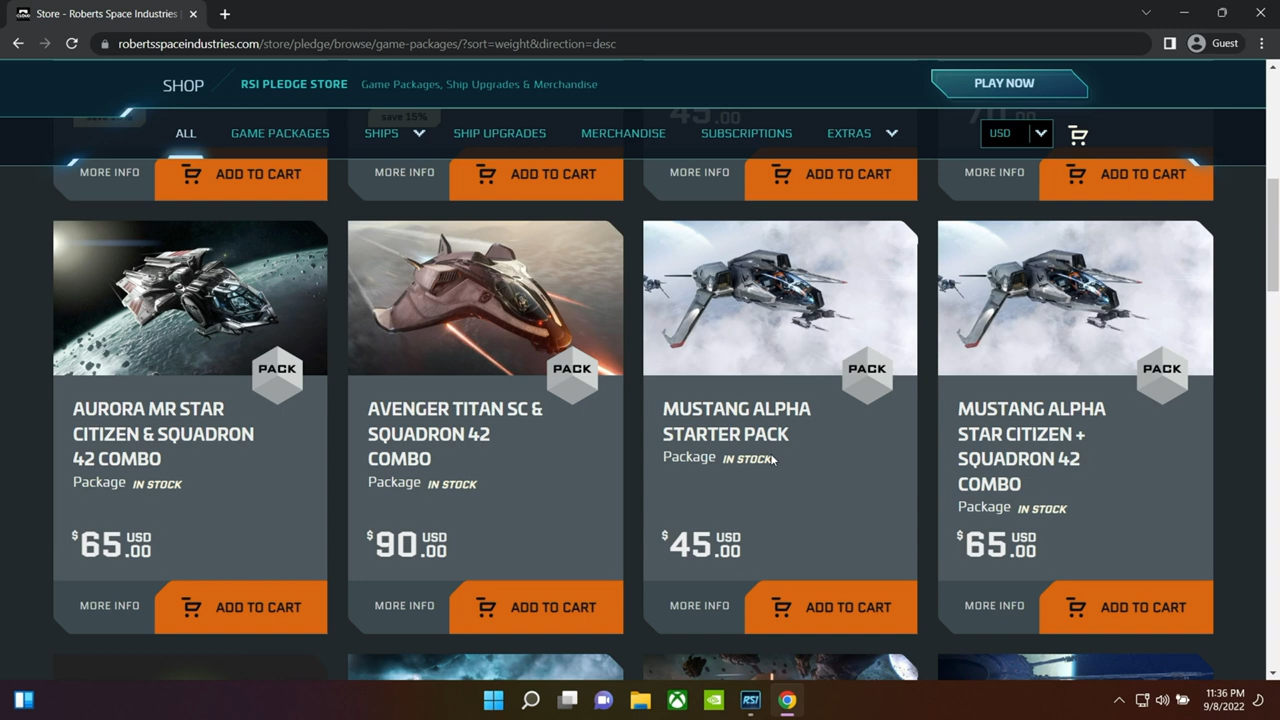 Store - Roberts Space Industries
Guest
robertsspaceindustries.com/store/pledge/browse/game-packages/?sort=weight&direction=desc
SHOP
RSI PLEDGE STORE
Game Packages, Ship Upgrades & Merchandise
PLAY NOW
save 15%
45.00
70.00
ALL
GAME PACKAGES
SHIPS
SHIP UPGRADES
MERCHANDISE
SUBSCRIPTIONS
EXTRAS
USD
MORE INFO
ADD TO CART
MORE INFO
ADD TO CART
MORE INFO
ADD TO CART
MORE INFO
ADD TO CART
PACK
AURORA MR STAR
CITIZEN & SQUADRON
42 COMBO
Package IN STOCK
$65.00 USD
MORE INFO
ADD TO CART
PACK
AVENGER TITAN SC &
SQUADRON 42
COMBO
Package IN STOCK
$90.00 USD
MORE INFO
ADD TO CART
PACK
MUSTANG ALPHA
STARTER PACK
Package IN STOCK
$45.00 USD
MORE INFO
ADD TO CART
PACK
MUSTANG ALPHA
STAR CITIZEN +
SQUADRON 42
COMBO
Package IN STOCK
$65.00 USD
MORE INFO
ADD TO CART
RSI
11:36 PM
9/8/2022